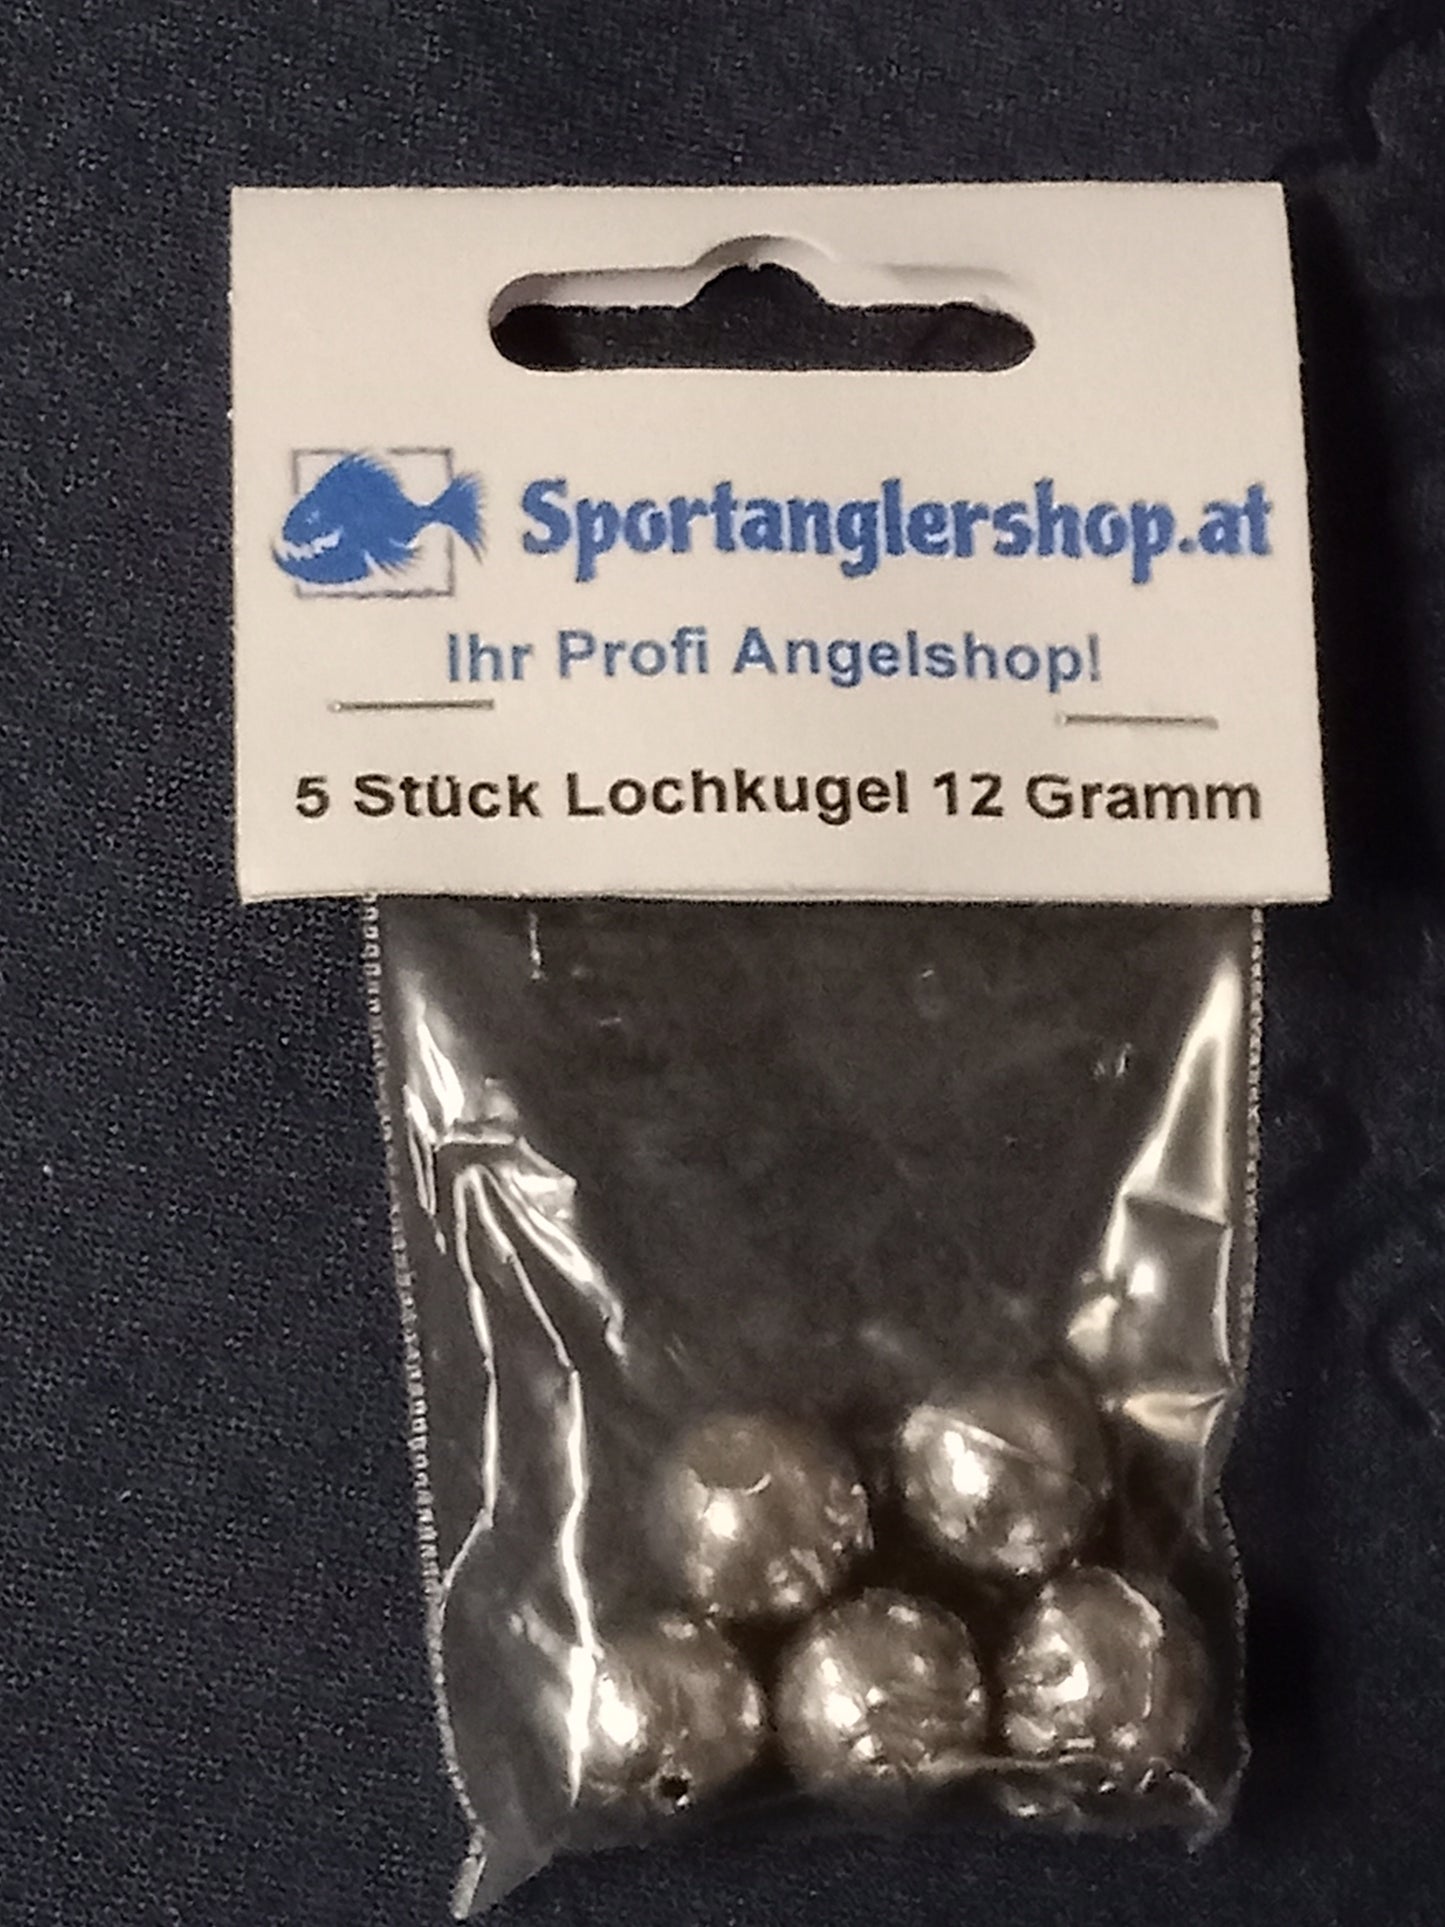 Sportanglershop.at
Ihr Profi Angelshop!
5 Stück Lochkugel 12 Gramm